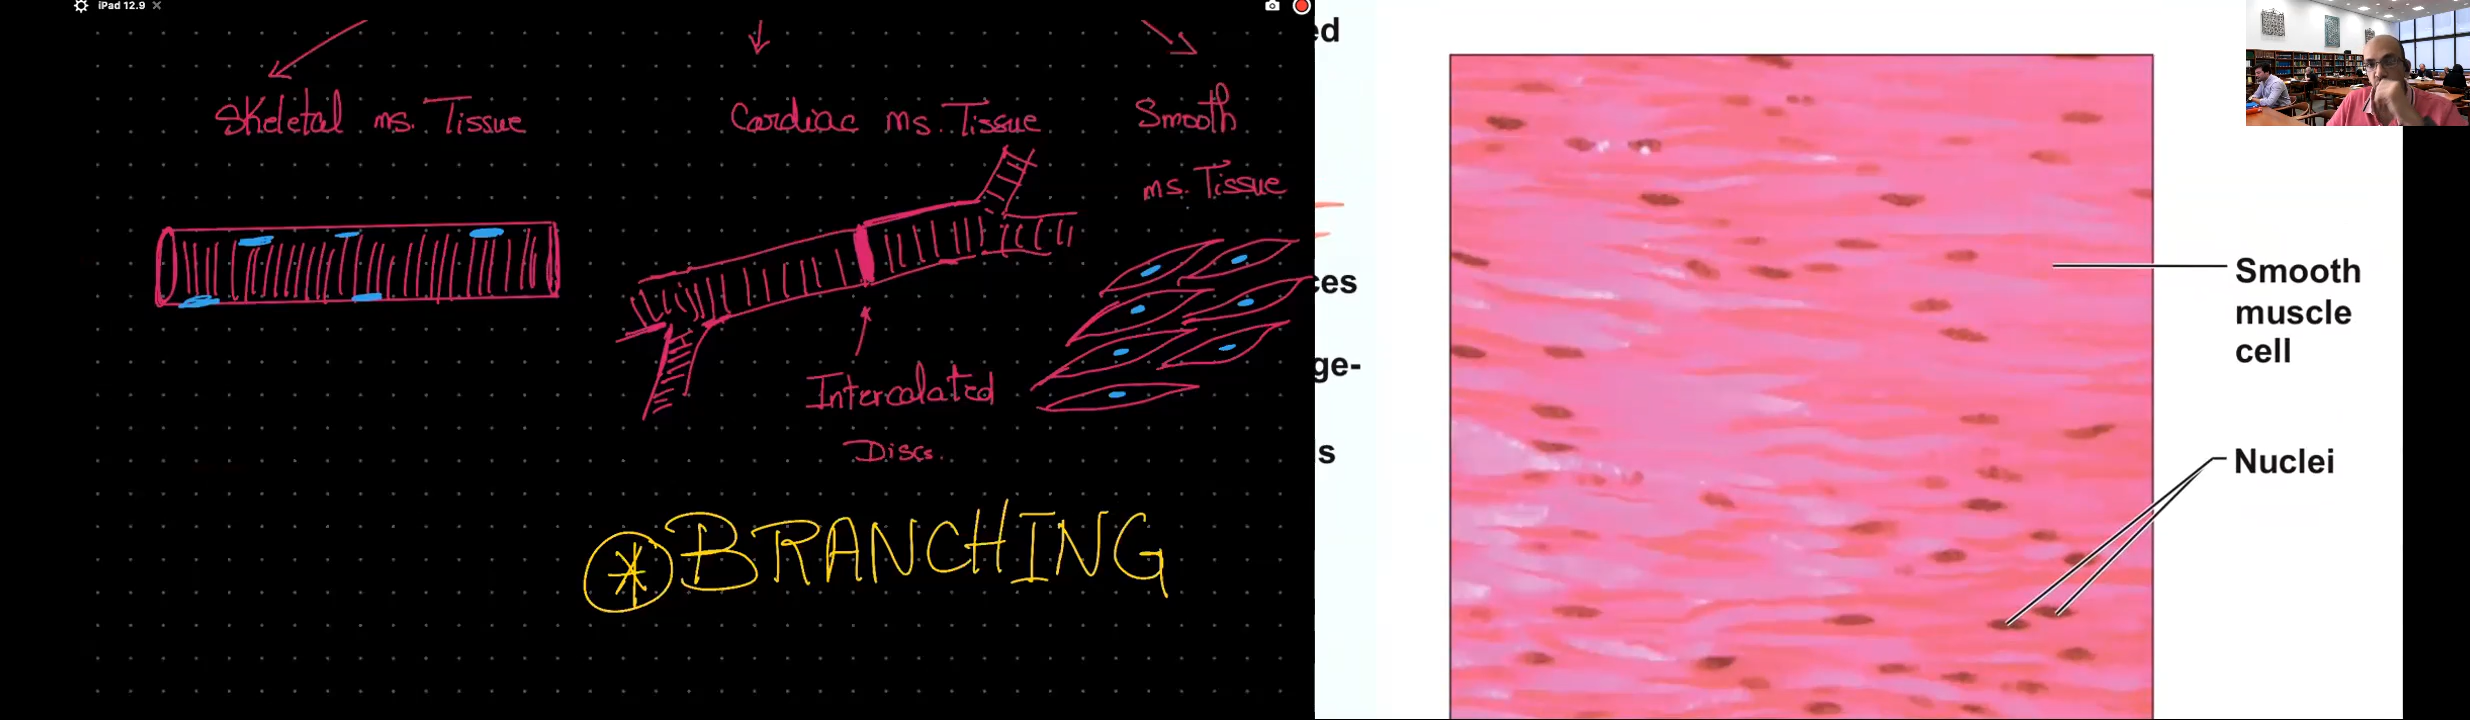 iPad 12.9
Skeletal ms. Tissue
Cardiac ms. Tissue
Smooth
ms. Tissue
Intercalated
Discs.
* BRANCHING
ed
ces
ge-
s
Smooth
muscle
cell
Nuclei